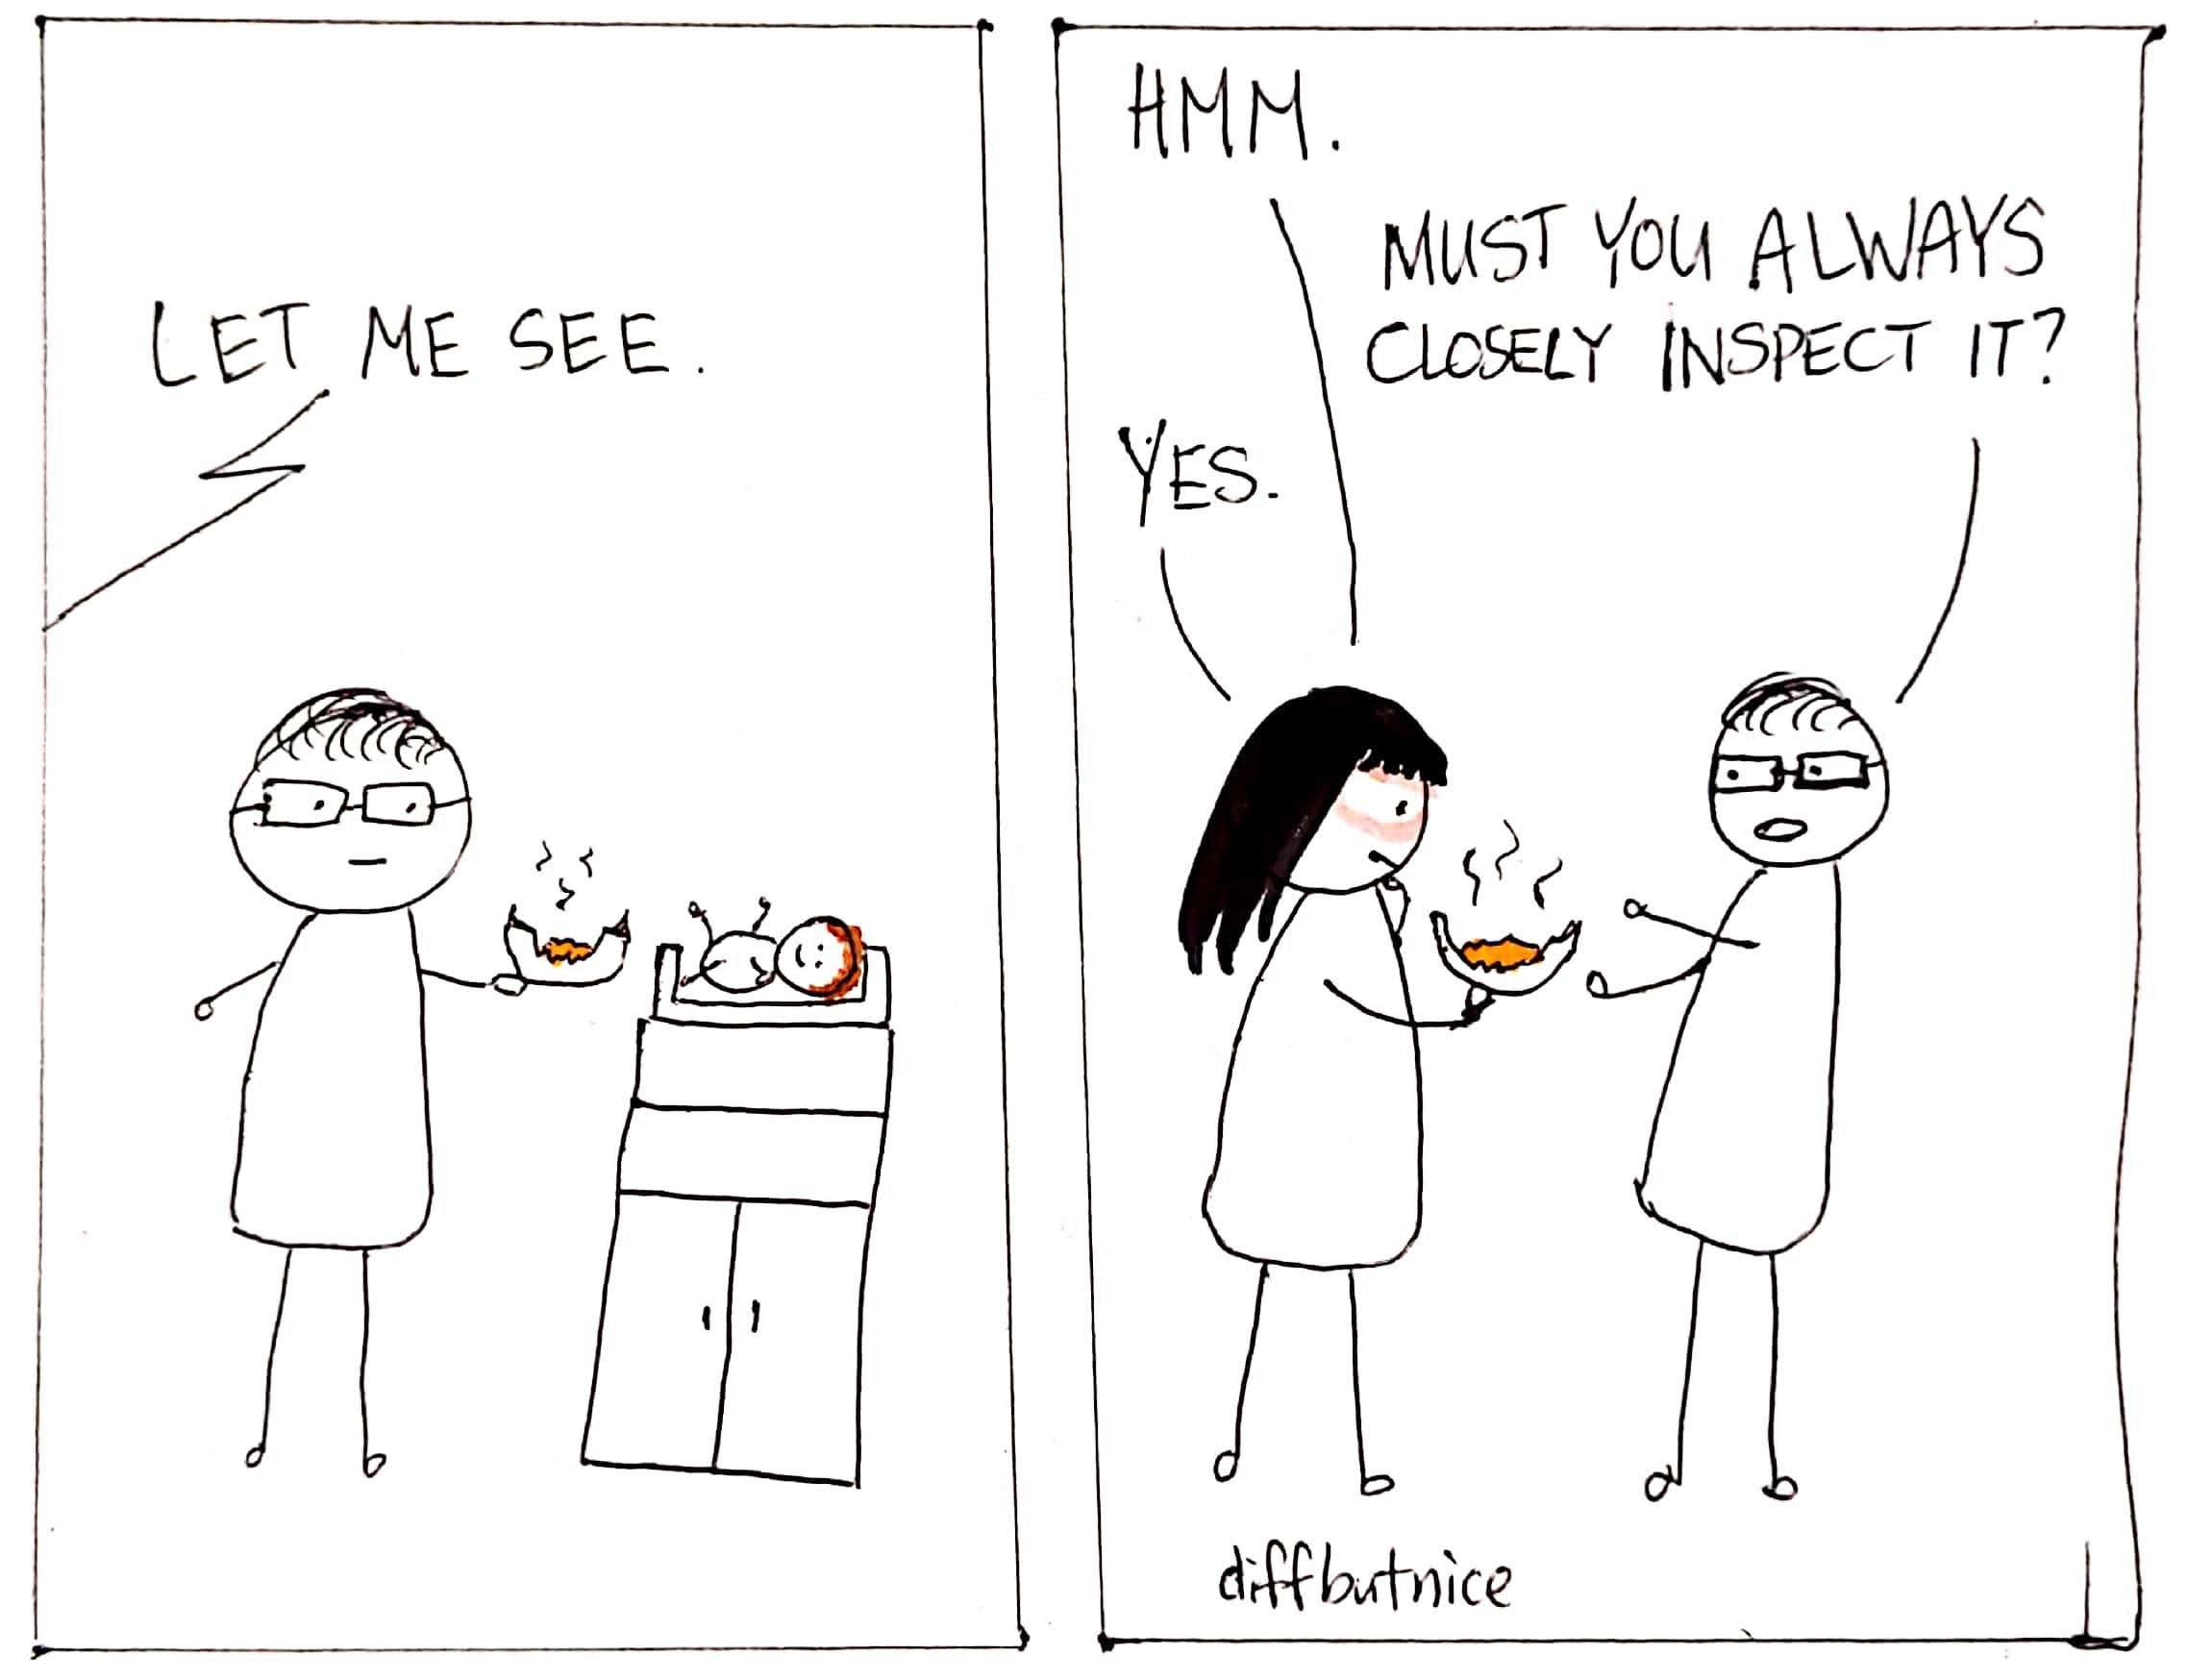 LET ME SEE.
HMM.
MUST YOU ALWAYS
CLOSELY INSPECT IT?
YES.
diffbutnice